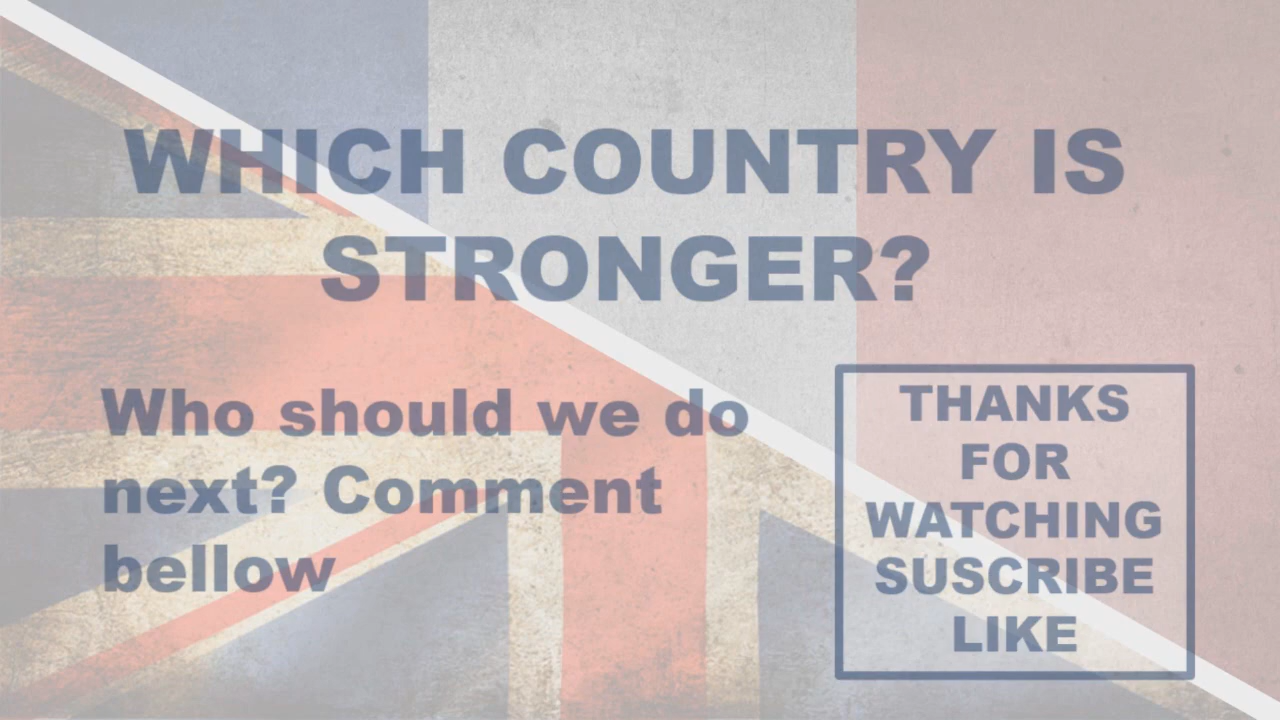 WHICH COUNTRY IS
STRONGER?
Who should we do
next? Comment
bellow
THANKS
FOR
WATCHING
SUSCRIBE
LIKE